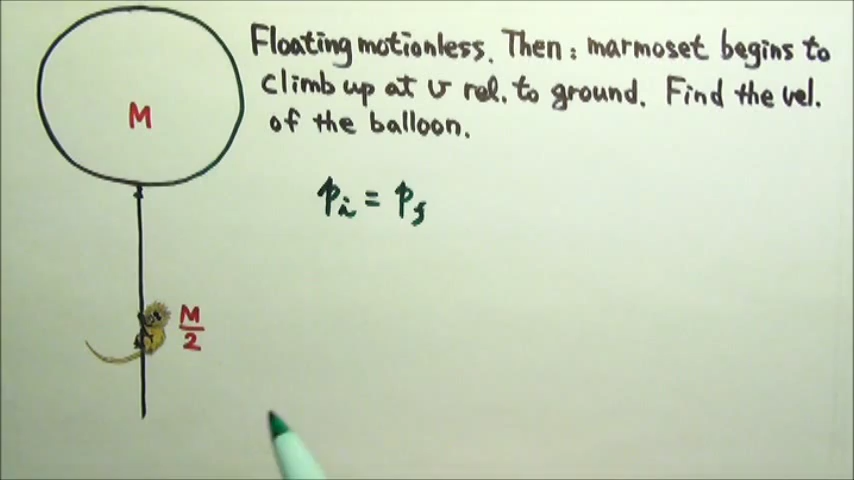 Floating motionless. Then: marmoset begins to
climb up at v rel. to ground. Find the vel.
of the balloon.
M
pi = pf
M/2